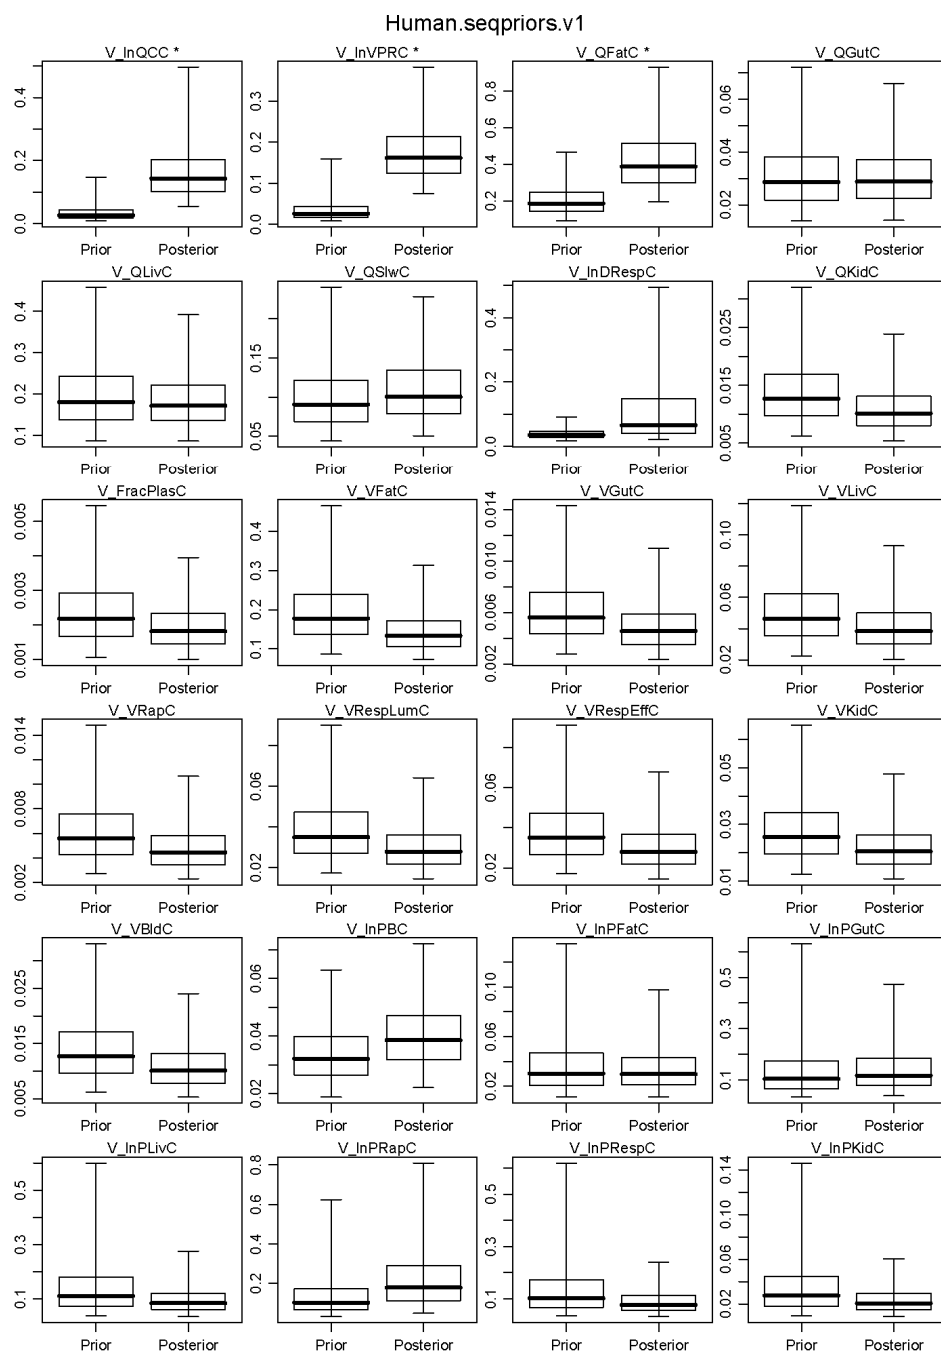 Human.seqpriors.v1
V_lnQCC * V_lnVPRC * V_QFatC * V_QGutC
0.0 0.2 0.4 0.0 0.1 0.2 0.3 0.2 0.4 0.6 0.8 0.02 0.04 0.06
Prior Posterior Prior Posterior Prior Posterior Prior Posterior
V_QLivC V_QSlwC V_lnDRespC V_QKidC
0.1 0.2 0.3 0.4 0.05 0.15 0.0 0.2 0.4 0.005 0.015 0.025
Prior Posterior Prior Posterior Prior Posterior Prior Posterior
V_FracPlasC V_VFatC V_VGutC V_VLivC
0.001 0.003 0.005 0.1 0.2 0.3 0.4 0.002 0.006 0.010 0.014 0.02 0.06 0.10
Prior Posterior Prior Posterior Prior Posterior Prior Posterior
V_VRapC V_VRespLumC V_VRespEffC V_VKidC
0.002 0.008 0.014 0.02 0.06 0.02 0.06 0.01 0.03 0.05
Prior Posterior Prior Posterior Prior Posterior Prior Posterior
V_VBldC V_lnPBC V_lnPFatC V_lnPGutC
0.005 0.015 0.025 0.02 0.04 0.06 0.02 0.06 0.10 0.1 0.3 0.5
Prior Posterior Prior Posterior Prior Posterior Prior Posterior
V_lnPLivC V_lnPRapC V_lnPRespC V_lnPKidC
0.1 0.3 0.5 0.2 0.4 0.6 0.8 0.1 0.3 0.5 0.02 0.06 0.10 0.14
Prior Posterior Prior Posterior Prior Posterior Prior Posterior